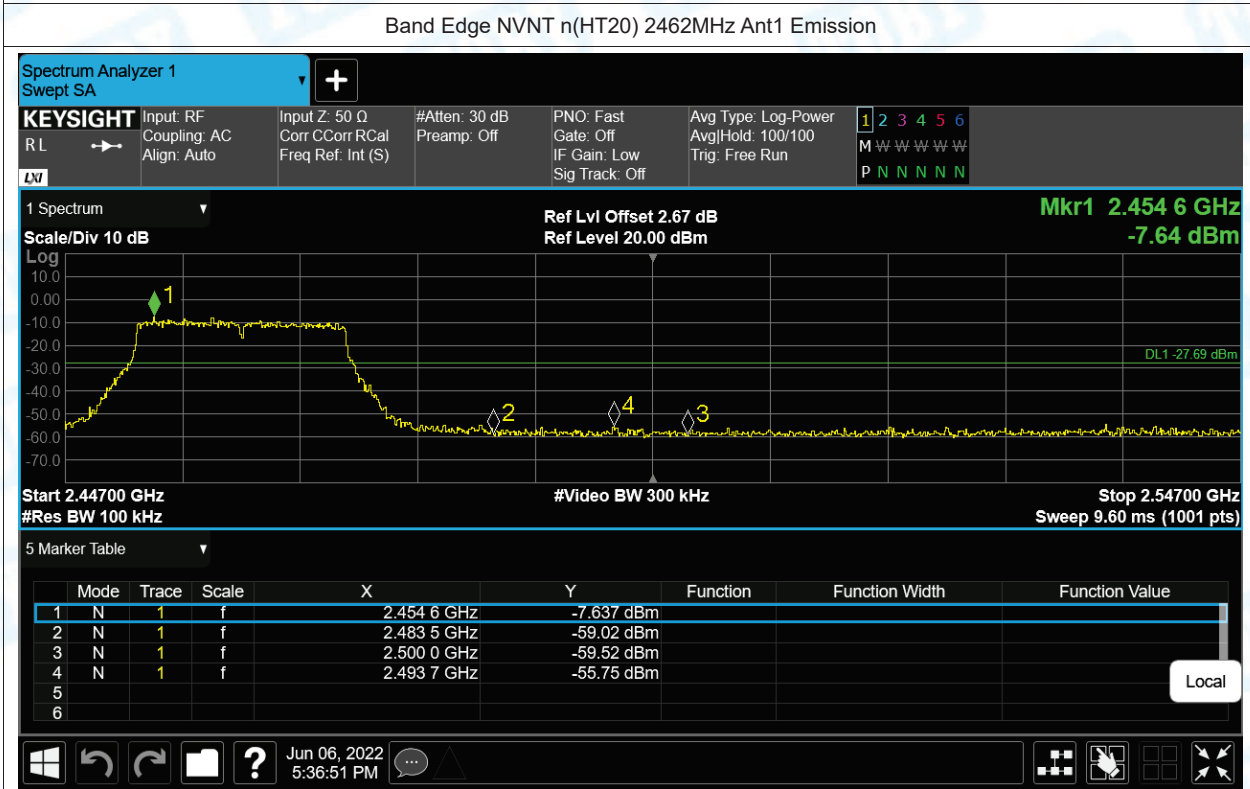 Band Edge NVNT n(HT20) 2462MHz Ant1 Emission
Spectrum Analyzer 1
Swept SA
KEYSIGHT
R L
LXI
Input: RF
Coupling: AC
Align: Auto
Input Z: 50 Ω
Corr CCorr RCal
Freq Ref: Int (S)
#Atten: 30 dB
Preamp: Off
PNO: Fast
Gate: Off
IF Gain: Low
Sig Track: Off
Avg Type: Log-Power
Avg|Hold: 100/100
Trig: Free Run
1 2 3 4 5 6
M W W W W W
P N N N N N
1 Spectrum
Scale/Div 10 dB
Ref Lvl Offset 2.67 dB
Ref Level 20.00 dBm
Mkr1 2.454 6 GHz
-7.64 dBm
Log
10.0
0.00
-10.0
-20.0
-30.0
-40.0
-50.0
-60.0
-70.0
1
2
4
3
DL1 -27.69 dBm
Start 2.44700 GHz
#Res BW 100 kHz
#Video BW 300 kHz
Stop 2.54700 GHz
Sweep 9.60 ms (1001 pts)
5 Marker Table
Mode Trace Scale X Y Function Function Width Function Value
1 N 1 f 2.454 6 GHz -7.637 dBm
2 N 1 f 2.483 5 GHz -59.02 dBm
3 N 1 f 2.500 0 GHz -59.52 dBm
4 N 1 f 2.493 7 GHz -55.75 dBm
5
6
Local
?
Jun 06, 2022
5:36:51 PM